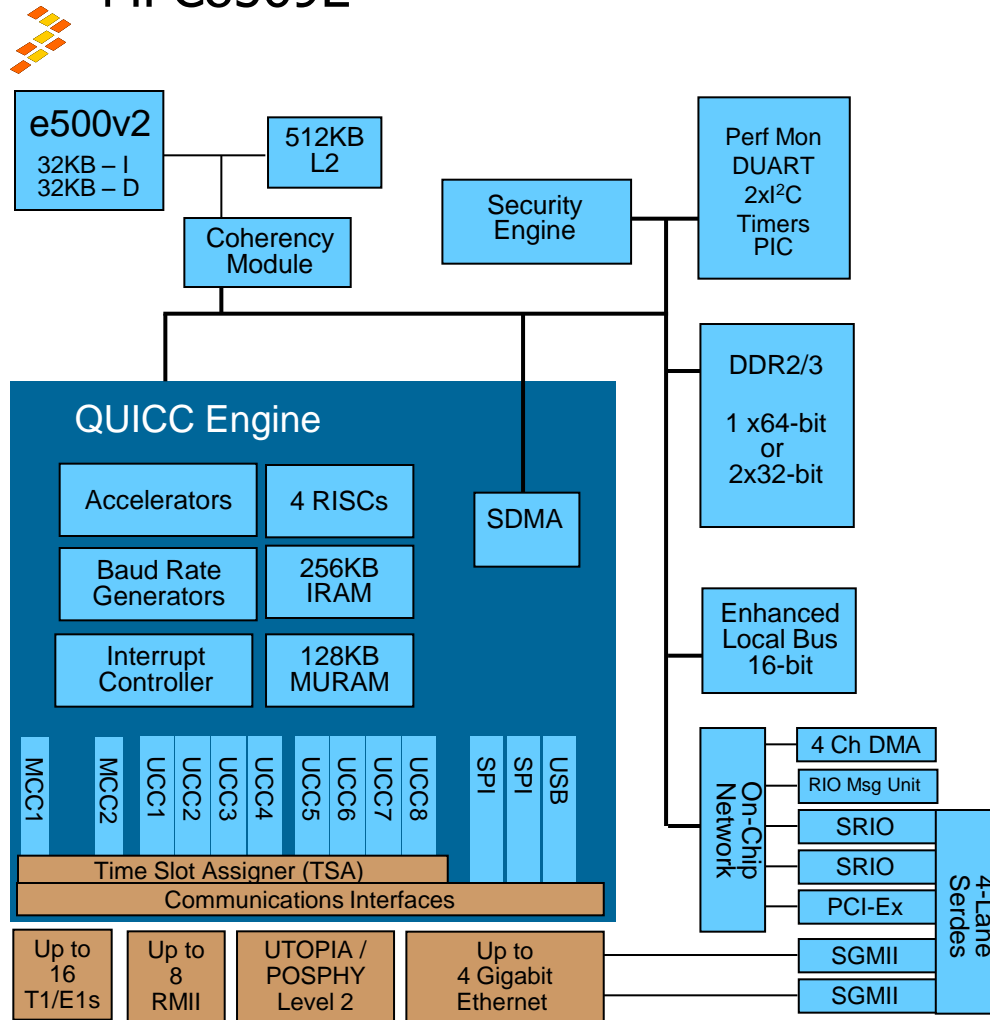 e500v2
32KB – I
32KB – D
512KB
L2
Coherency
Module
Security
Engine
Perf Mon
DUART
2xI²C
Timers
PIC
DDR2/3
1 x64-bit
or
2x32-bit
Enhanced
Local Bus
16-bit
QUICC Engine
Accelerators
4 RISCs
SDMA
Baud Rate
Generators
256KB
IRAM
Interrupt
Controller
128KB
MURAM
MCC1
MCC2
UCC1
UCC2
UCC3
UCC4
UCC5
UCC6
UCC7
UCC8
SPI
SPI
USB
Time Slot Assigner (TSA)
Communications Interfaces
On-Chip
Network
4 Ch DMA
RIO Msg Unit
SRIO
SRIO
PCI-Ex
SGMII
SGMII
4-Lane
Serdes
Up to
16
T1/E1s
Up to
8
RMII
UTOPIA /
POSPHY
Level 2
Up to
4 Gigabit
Ethernet